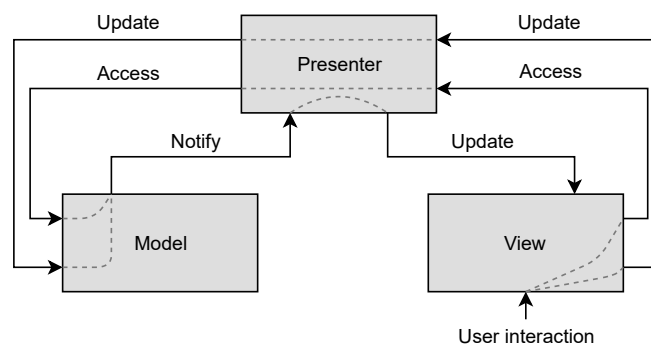 Update
Update
Presenter
Access
Access
Notify
Update
Model
View
User interaction